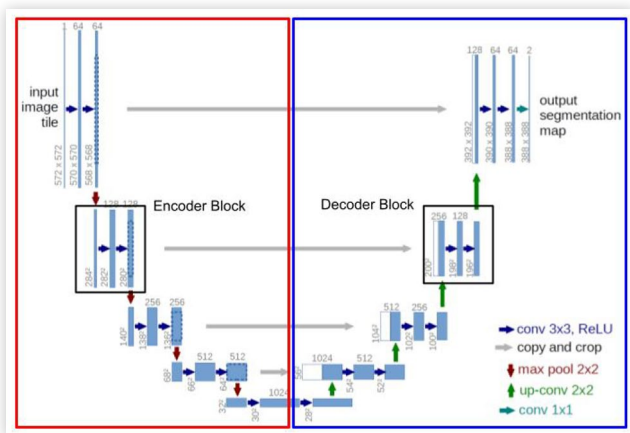 1 64 64
128 64 64 2
input
image
tile
output
segmentation
map
572 x 572
570 x 570
568 x 568
392 x 392
390 x 390
388 x 388
388 x 388
128 128
Encoder Block
Decoder Block
256 128
284²
282²
280²
200²
198²
196²
256 256
512 256
140²
138²
136²
104²
102²
100²
512 512
1024 512
68²
66²
64²
56²
54²
52²
1024
32²
30²
28²
conv 3x3, ReLU
copy and crop
max pool 2x2
up-conv 2x2
conv 1x1